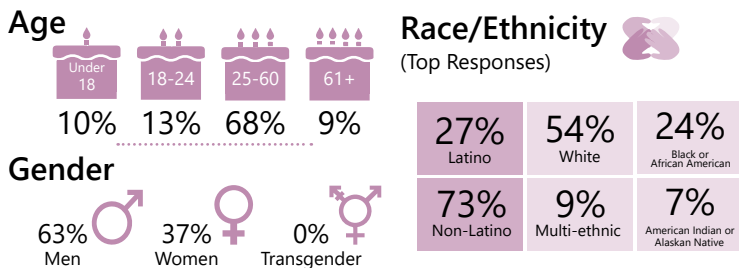 Age
Under
18
18-24
25-60
61+
10%
13%
68%
9%
Gender
63%
Men
37%
Women
0%
Transgender
Race/Ethnicity
(Top Responses)
27%
Latino
54%
White
24%
Black or
African American
73%
Non-Latino
9%
Multi-ethnic
7%
American Indian or
Alaskan Native